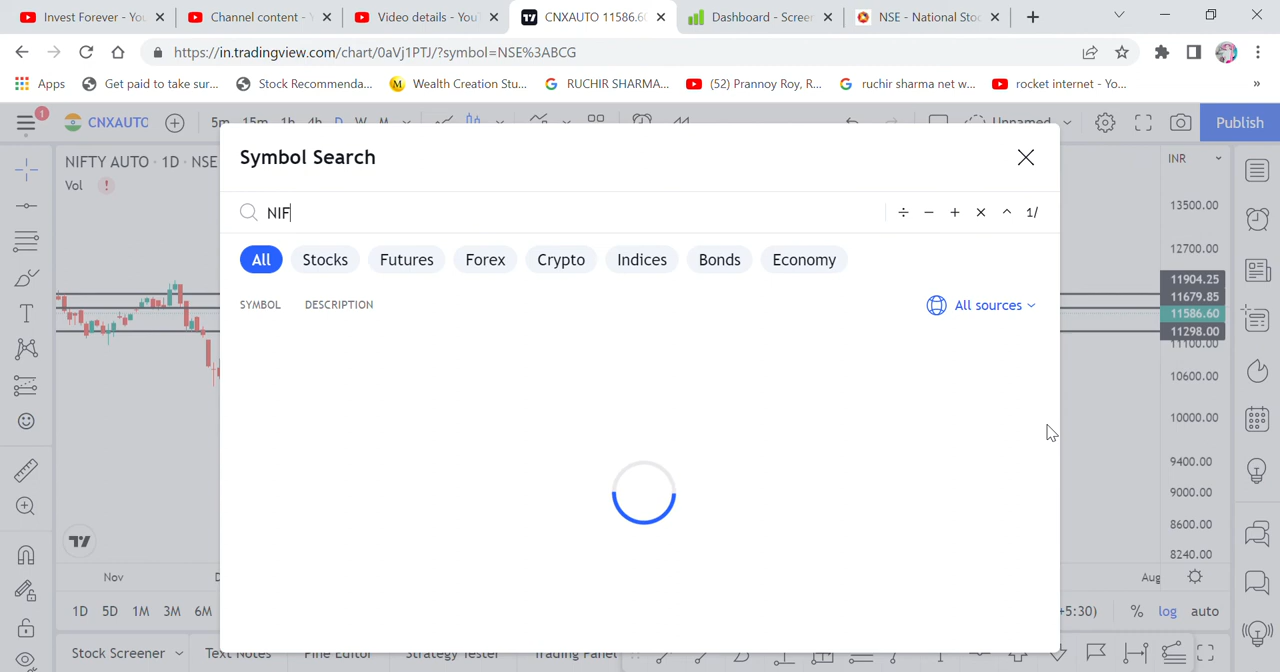 Invest Forever - You
Channel content -
Video details - You
CNXAUTO 11586.60
Dashboard - Screen
NSE - National Stoc
https://in.tradingview.com/chart/0aVj1PTJ/?symbol=NSE%3ABCG
Apps
Get paid to take sur...
Stock Recommenda...
Wealth Creation Stu...
RUCHIR SHARMA...
(52) Prannoy Roy, R...
ruchir sharma net w...
rocket internet - Yo...
»
1
CNXAUTO
5m 15m 1h 4h D W M
Unnamed
Publish
NIFTY AUTO · 1D · NSE
Vol
!
Symbol Search
NIF
÷ − + × ^ 1/
All
Stocks
Futures
Forex
Crypto
Indices
Bonds
Economy
SYMBOL
DESCRIPTION
All sources
INR
13500.00
12700.00
11904.25
11679.85
11586.60
11298.00
11100.00
10600.00
10000.00
9400.00
9000.00
8600.00
8240.00
Nov
Aug
1D 5D 1M 3M 6M
+5:30)
%
log
auto
Stock Screener
Text Notes
Pine Editor
Strategy Tester
Trading Panel